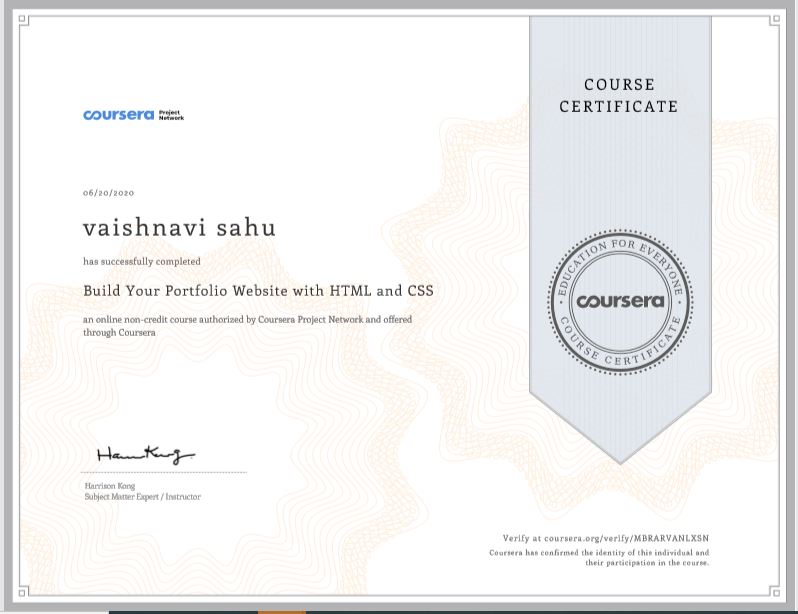 COURSE
CERTIFICATE
coursera Project
Network
06/20/2020
vaishnavi sahu
has successfully completed
Build Your Portfolio Website with HTML and CSS
an online non-credit course authorized by Coursera Project Network and offered
through Coursera
EDUCATION FOR EVERYONE
coursera
COURSE CERTIFICATE
Harrison Kong
Subject Matter Expert / Instructor
Verify at coursera.org/verify/MBRARVANLXSN
Coursera has confirmed the identity of this individual and
their participation in the course.